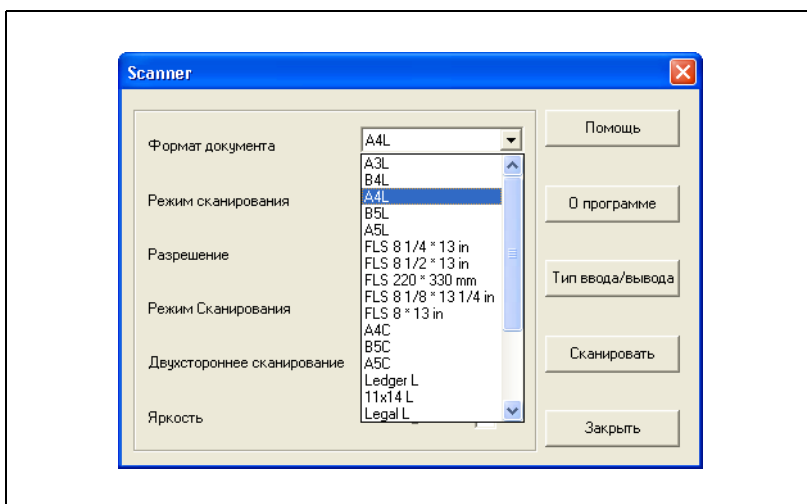 Scanner
Формат документа
A4L
A3L
B4L
A4L
B5L
A5L
FLS 8 1/4 * 13 in
FLS 8 1/2 * 13 in
FLS 220 * 330 mm
FLS 8 1/8 * 13 1/4 in
FLS 8 * 13 in
A4C
B5C
A5C
Ledger L
11x14 L
Legal L
Режим сканирования
Разрешение
Режим Сканирования
Двухстороннее сканирование
Яркость
Помощь
О программе
Тип ввода/вывода
Сканировать
Закрыть